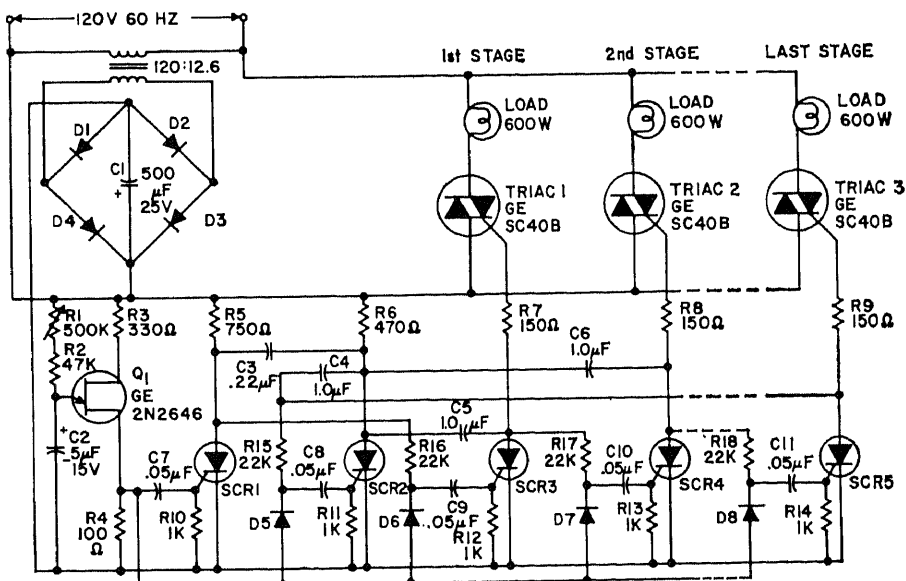 120V 60 HZ
120:12.6
1st STAGE
2nd STAGE
LAST STAGE
LOAD
600W
LOAD
600W
LOAD
600W
D1
D2
C1
+
500
µF
25V
D4
D3
TRIAC 1
GE
SC40B
TRIAC 2
GE
SC40B
TRIAC 3
GE
SC40B
R1
500K
R3
330Ω
R5
750Ω
R6
470Ω
R7
150Ω
R8
150Ω
R9
150Ω
R2
47K
Q1
GE
2N2646
C3
.22µF
C4
1.0µF
C6
1.0µF
C5
1.0µF
+
C2
.5µF
15V
C7
.05µF
R15
22K
C8
.05µF
R16
22K
R17
22K
C10
.05µF
R18
22K
C11
.05µF
SCR1
SCR2
SCR3
SCR4
SCR5
R4
100
Ω
R10
1K
D5
R11
1K
D6
C9
.05µF
R12
1K
D7
R13
1K
D8
R14
1K